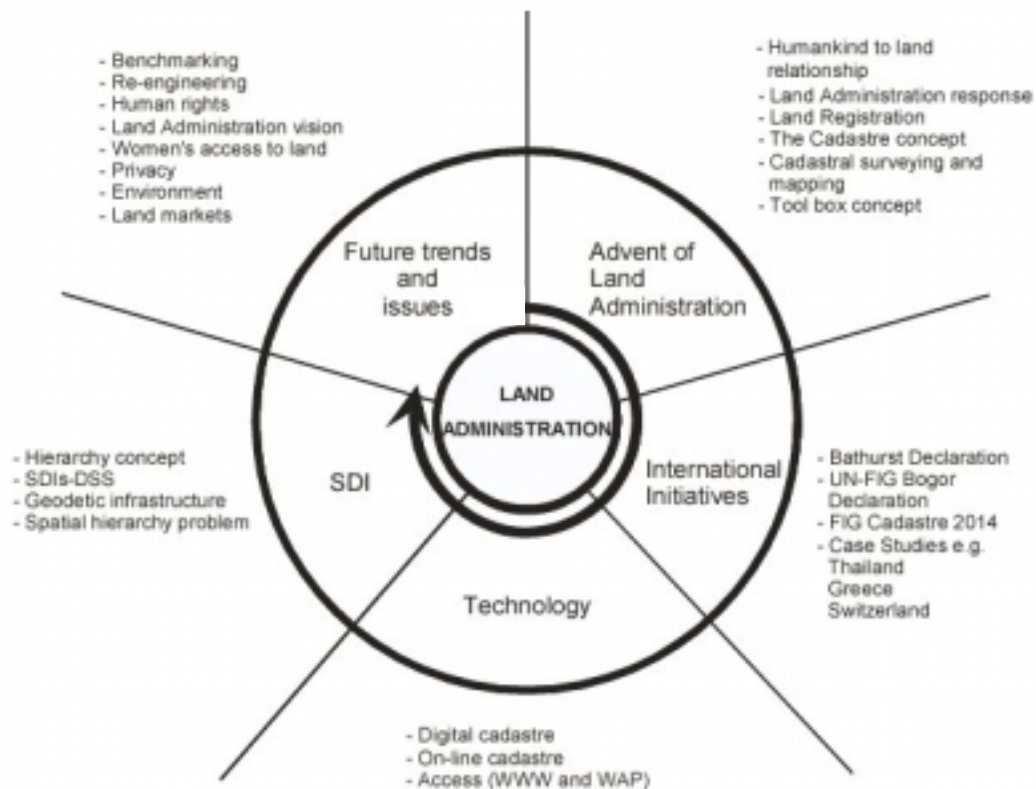 - Benchmarking
- Re-engineering
- Human rights
- Land Administration vision
- Women's access to land
- Privacy
- Environment
- Land markets
- Humankind to land
relationship
- Land Administration response
- Land Registration
- The Cadastre concept
- Cadastral surveying and
mapping
- Tool box concept
Future trends
and
issues
Advent of
Land
Administration
LAND
ADMINISTRATION
- Hierarchy concept
- SDIs-DSS
- Geodetic infrastructure
- Spatial hierarchy problem
SDI
International
Initiatives
- Bathurst Declaration
- UN-FIG Bogor
Declaration
- FIG Cadastre 2014
- Case Studies e.g.
Thailand
Greece
Switzerland
Technology
- Digital cadastre
- On-line cadastre
- Access (WWW and WAP)